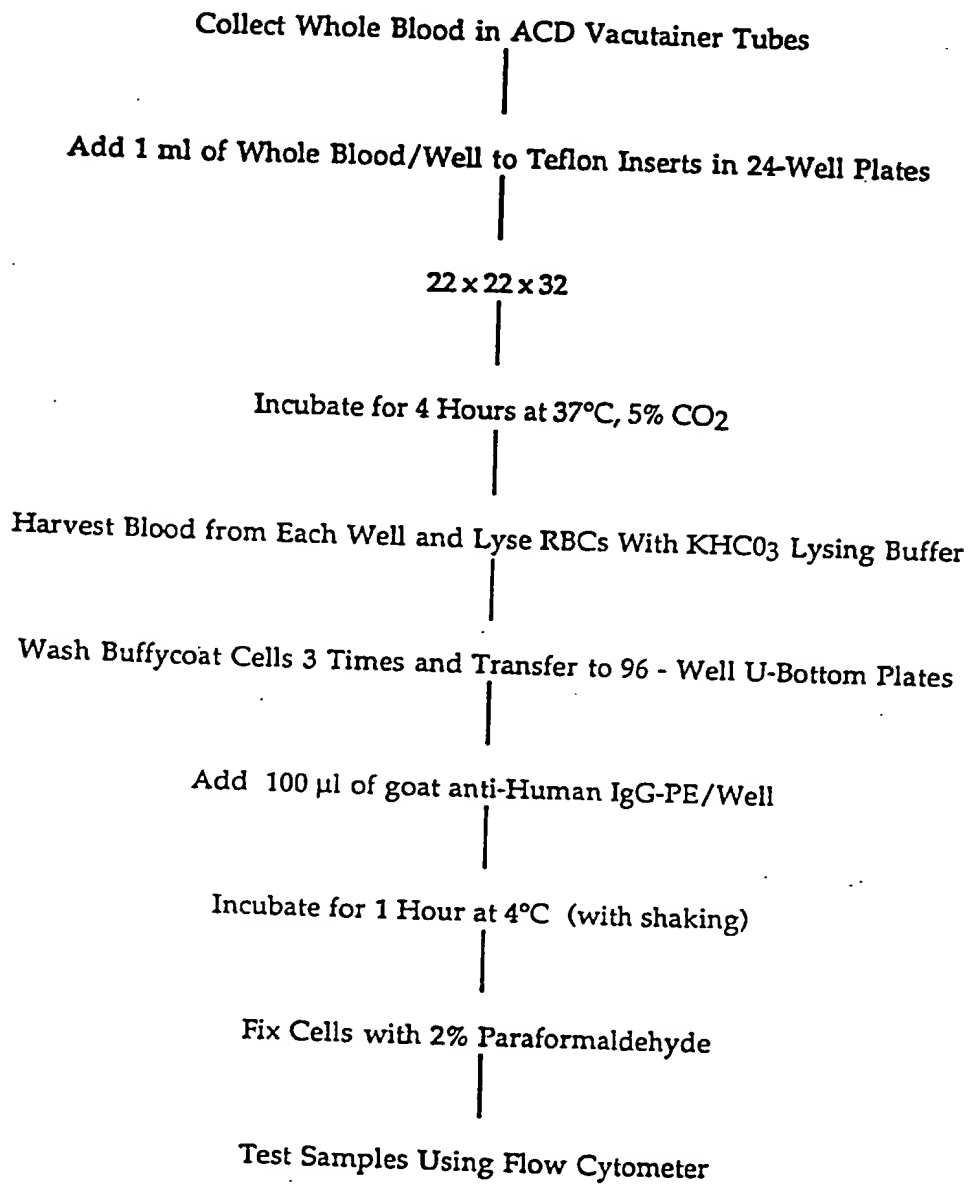 Collect Whole Blood in ACD Vacutainer Tubes
Add 1 ml of Whole Blood/Well to Teflon Inserts in 24-Well Plates
22 x 22 x 32
Incubate for 4 Hours at 37°C, 5% CO2
Harvest Blood from Each Well and Lyse RBCs With KHC03 Lysing Buffer
Wash Buffycoat Cells 3 Times and Transfer to 96 - Well U-Bottom Plates
Add 100 µl of goat anti-Human IgG-PE/Well
Incubate for 1 Hour at 4°C (with shaking)
Fix Cells with 2% Paraformaldehyde
Test Samples Using Flow Cytometer